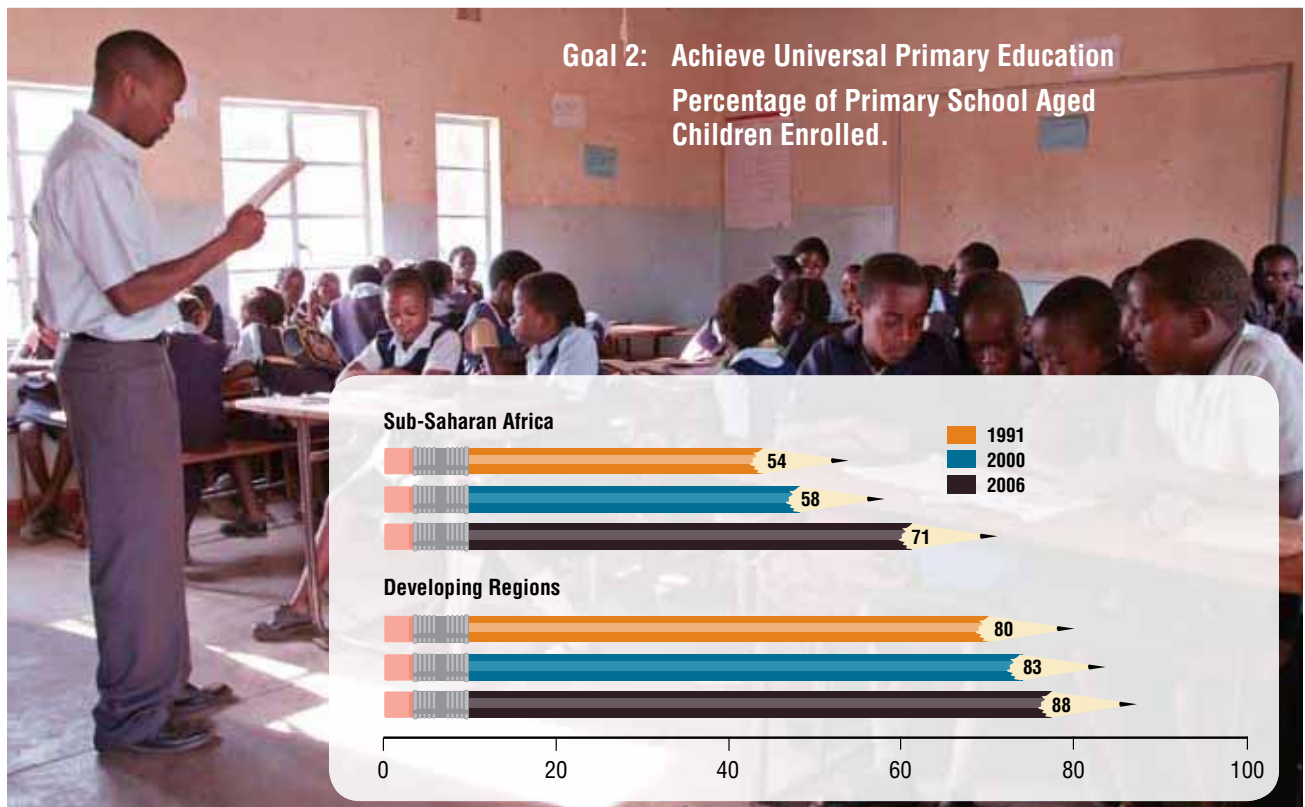 Goal 2: Achieve Universal Primary Education
Percentage of Primary School Aged
Children Enrolled.
Sub-Saharan Africa
54
58
71
1991
2000
2006
Developing Regions
80
83
88
0 20 40 60 80 100